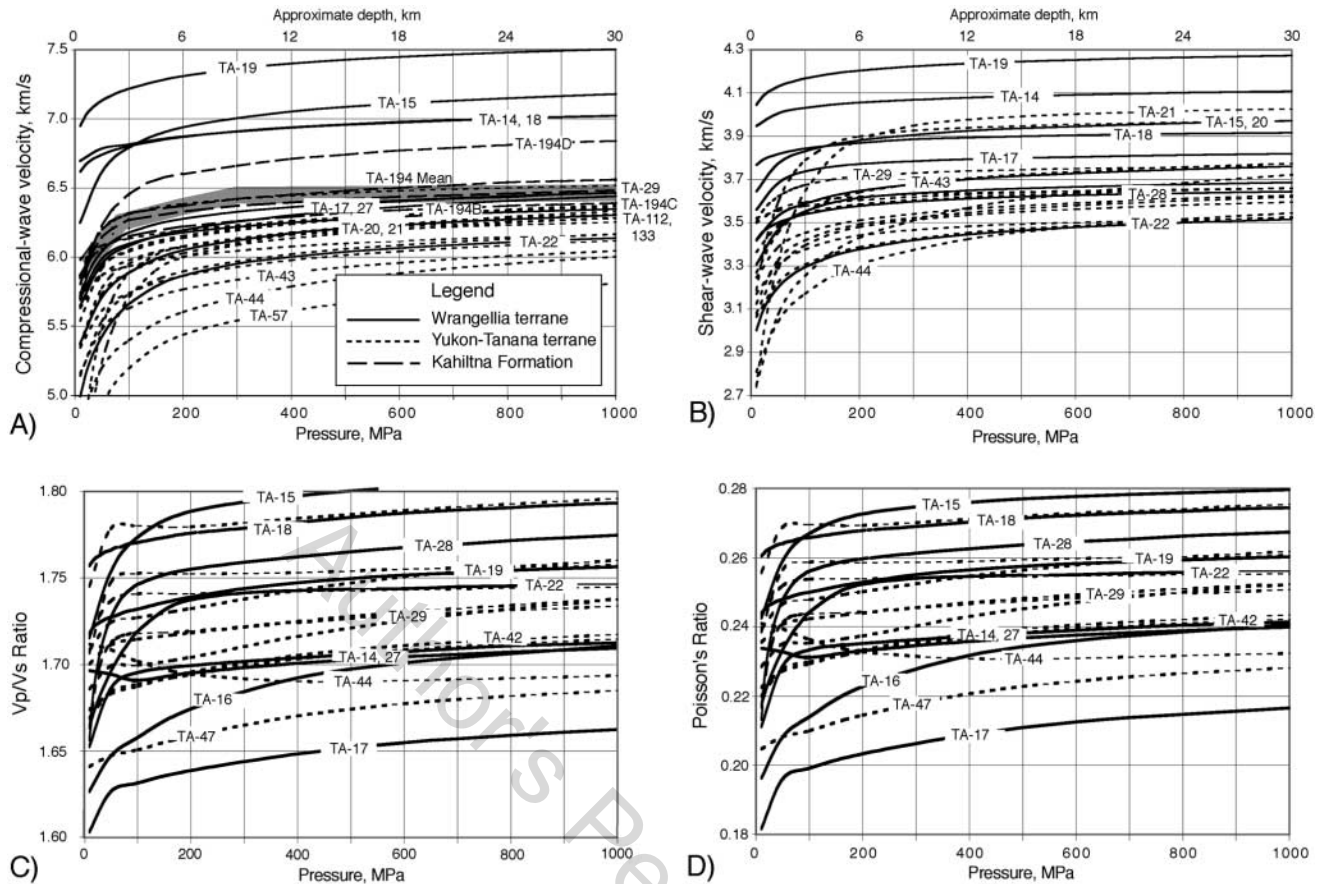 Approximate depth, km
0 6 12 18 24 30
7.5
7.0
6.5
6.0
5.5
5.0
Compressional-wave velocity, km/s
TA-19
TA-15
TA-14, 18
TA-194D
TA-194 Mean
TA-29
TA-17, 27
TA-194B
TA-194C
TA-20, 21
TA-112,
133
TA-22
TA-43
TA-44
TA-57
Legend
Wrangellia terrane
Yukon-Tanana terrane
Kahiltna Formation
0 200 400 600 800 1000
A)
Pressure, MPa
Approximate depth, km
0 6 12 18 24 30
4.3
4.1
3.9
3.7
3.5
3.3
3.1
2.9
2.7
Shear-wave velocity, km/s
TA-19
TA-14
TA-21
TA-15, 20
TA-18
TA-17
TA-29
TA-43
TA-28
TA-22
TA-44
0 200 400 600 800 1000
B)
Pressure, MPa
1.80
1.75
1.70
1.65
1.60
Vp/Vs Ratio
TA-15
TA-18
TA-28
TA-19
TA-22
TA-29
TA-42
TA-14, 27
TA-44
TA-16
TA-47
TA-17
0 200 400 600 800 1000
C)
Pressure, MPa
0.28
0.26
0.24
0.22
0.20
0.18
Poisson's Ratio
TA-15
TA-18
TA-28
TA-19
TA-22
TA-29
TA-42
TA-14, 27
TA-44
TA-16
TA-47
TA-17
0 200 400 600 800 1000
D)
Pressure, MPa
Author's Pe